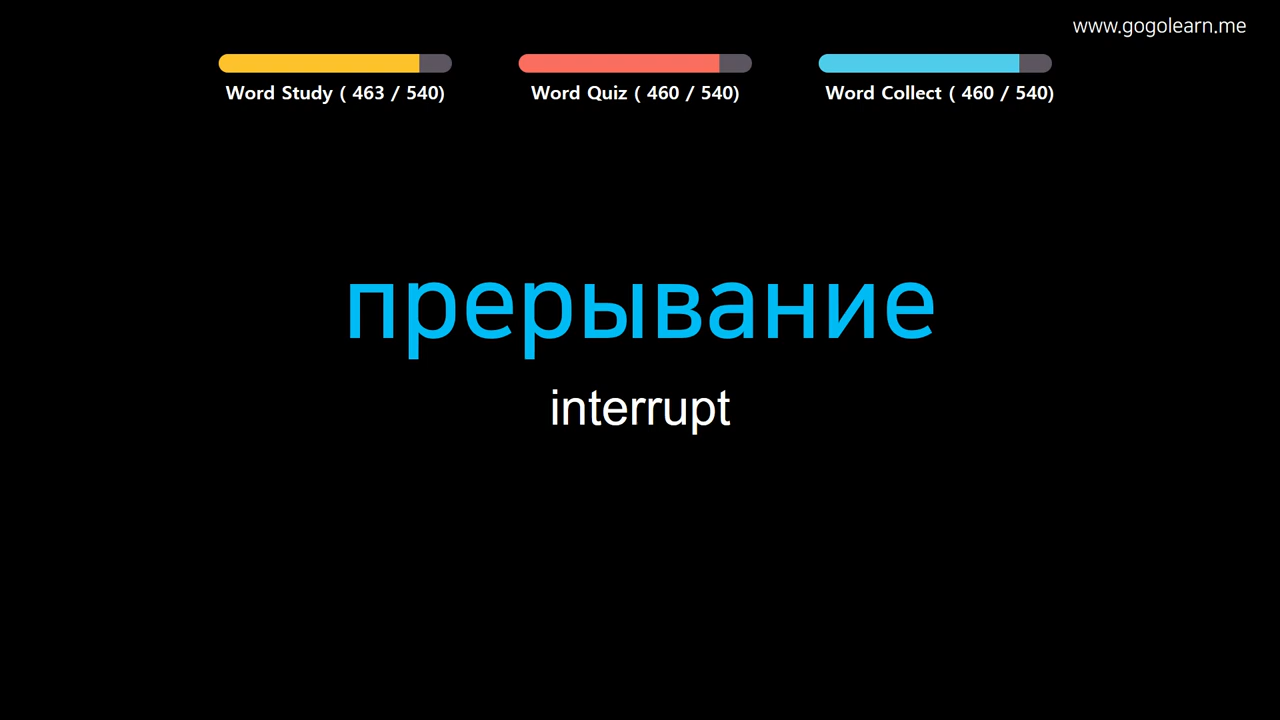 www.gogolearn.me
Word Study ( 463 / 540)
Word Quiz ( 460 / 540)
Word Collect ( 460 / 540)
прерывание
interrupt